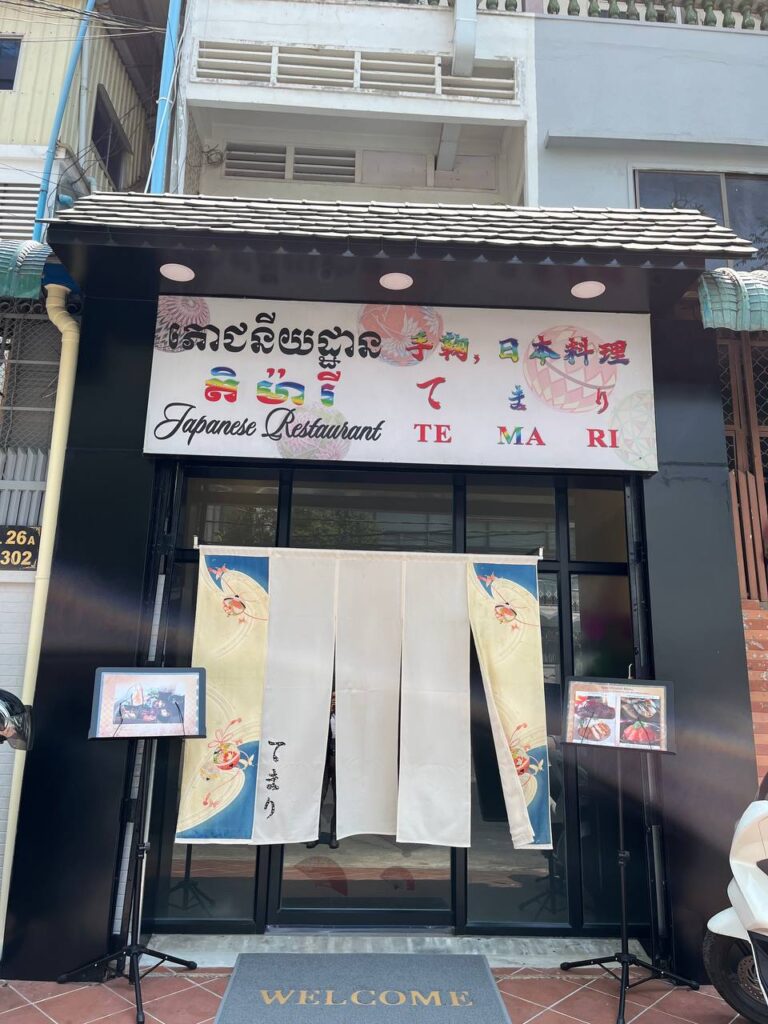 ភោជនីយដ្ឋាន
តិ ម៉ា រី
Japanese Restaurant
手鞠, 日本料理
て ま り
TE MA RI
26A
302
てまり
WELCOME